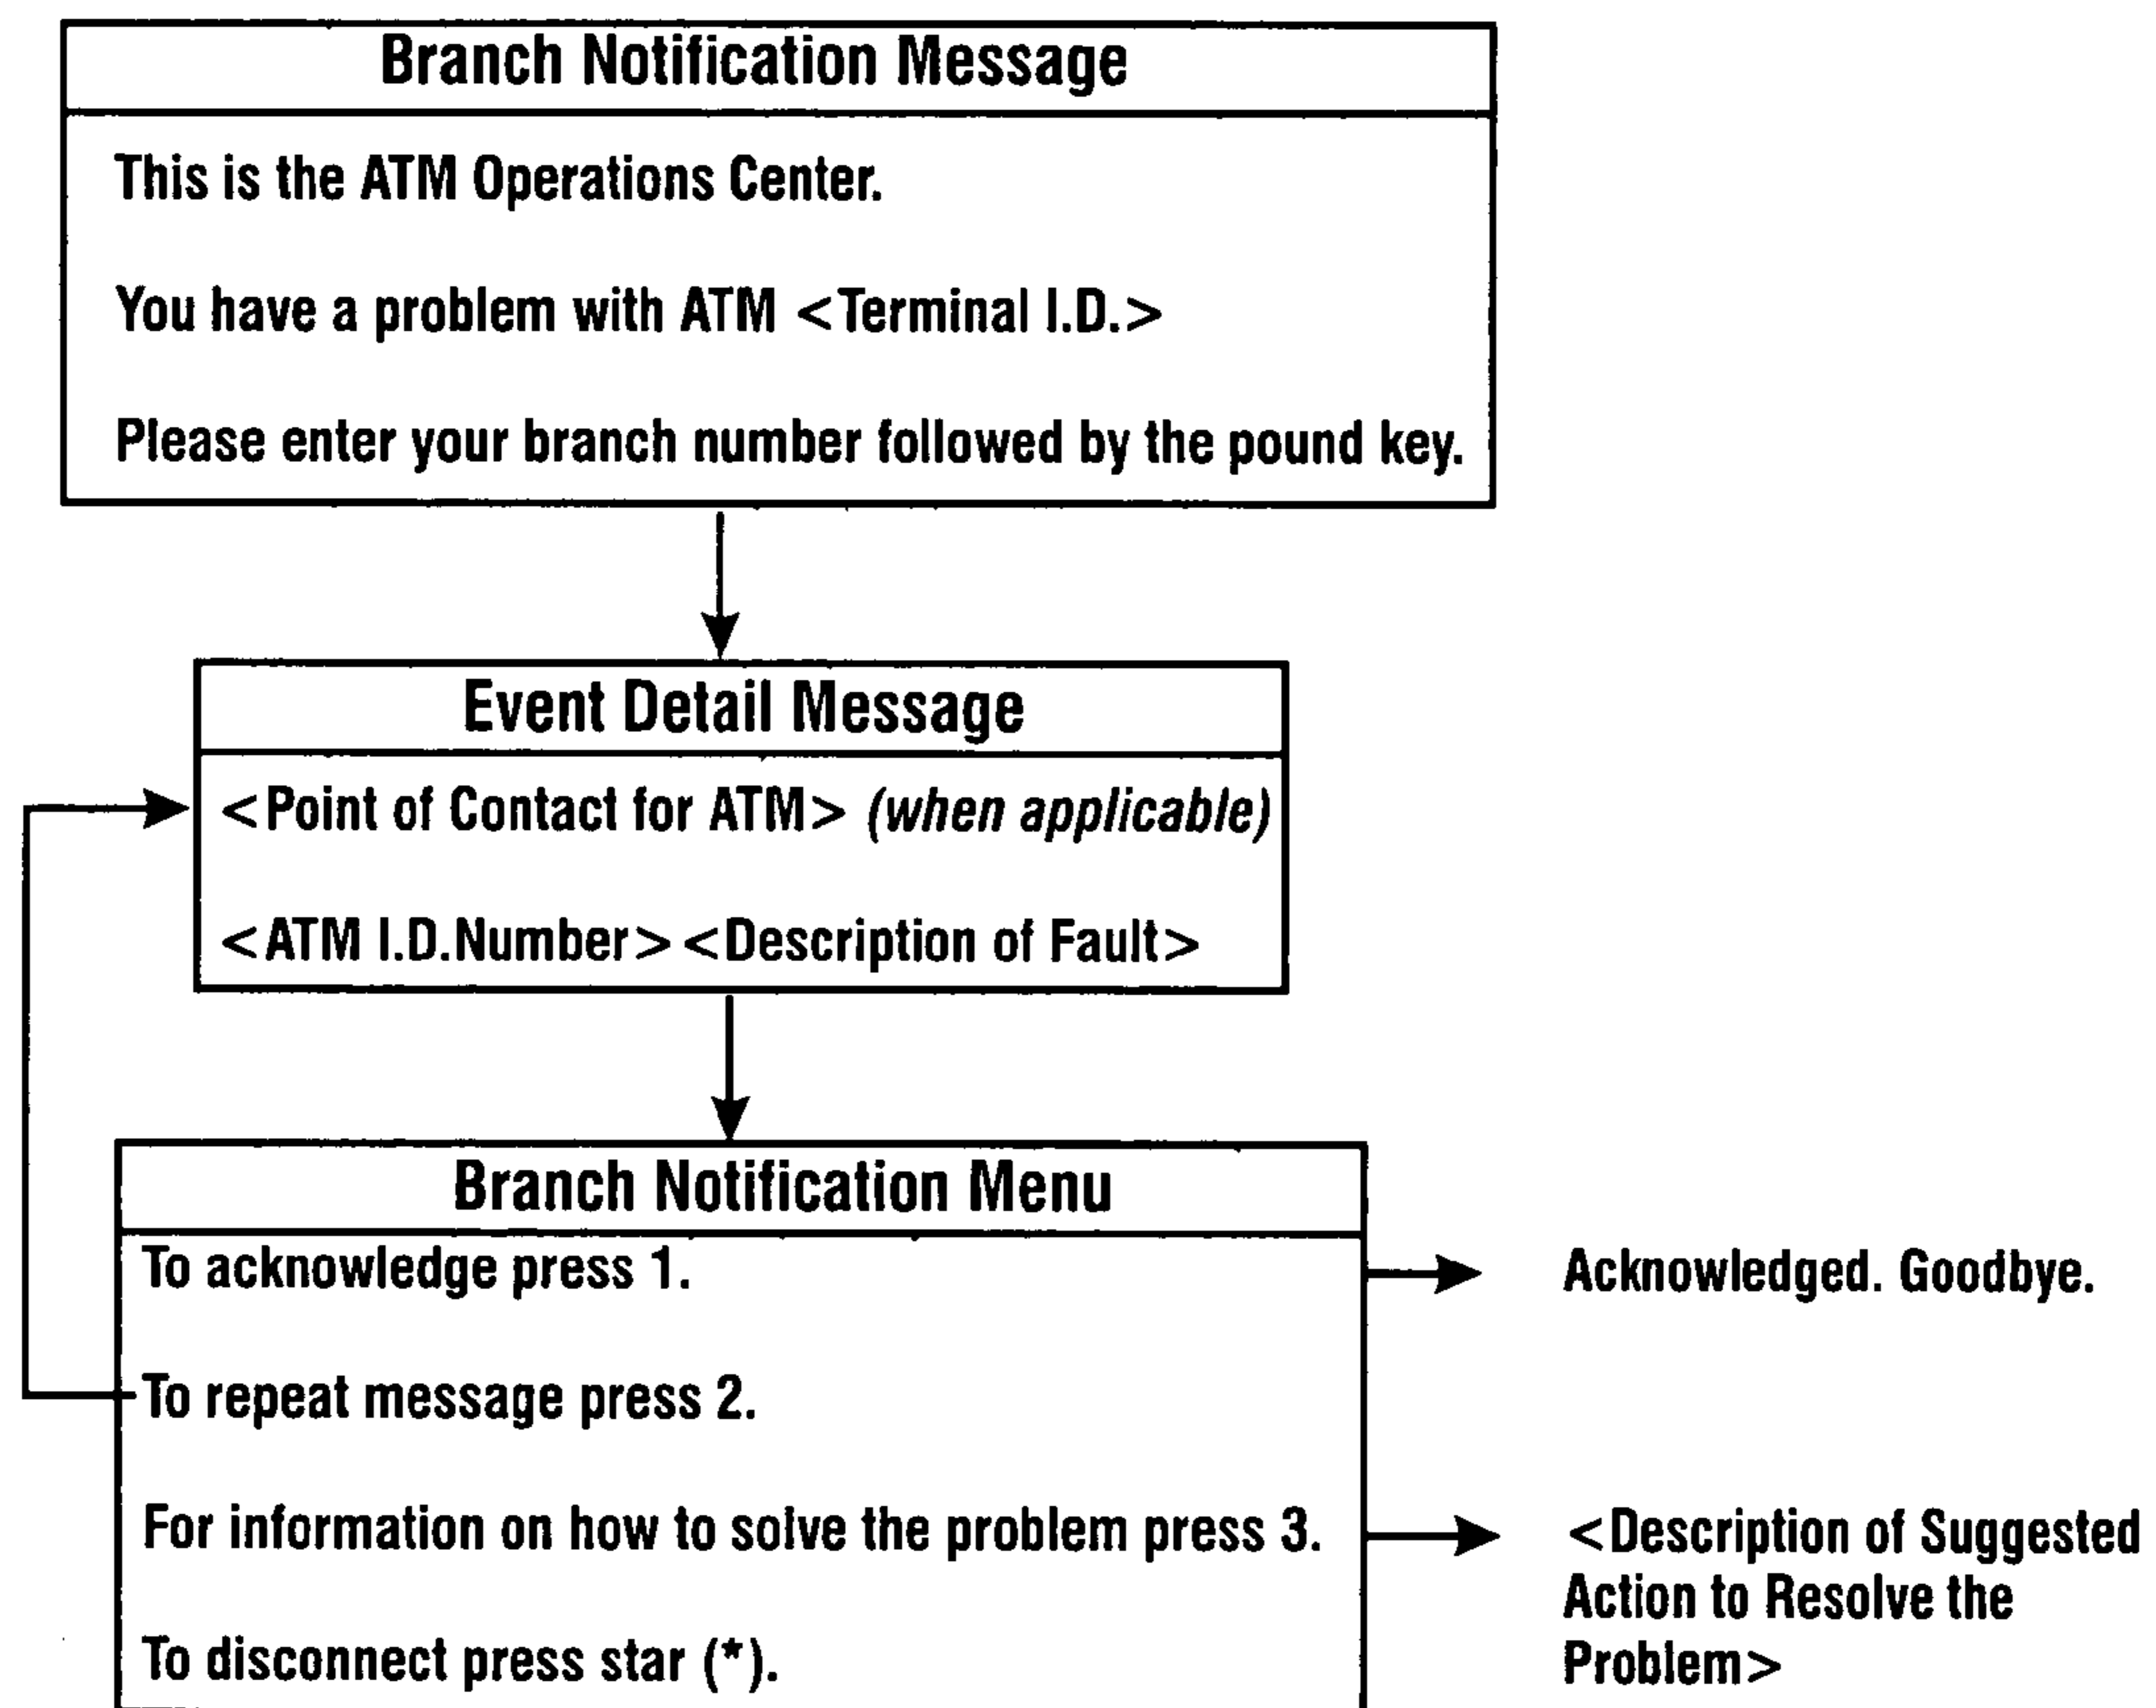 Branch Notification Message
This is the ATM Operations Center.
You have a problem with ATM <Terminal I.D.>
Please enter your branch number followed by the pound key.
Event Detail Message
<Point of Contact for ATM> (when applicable)
<ATM I.D.Number> <Description of Fault>
Branch Notification Menu
To acknowledge press 1.
Acknowledged. Goodbye.
To repeat message press 2.
For information on how to solve the problem press 3.
<Description of Suggested
Action to Resolve the
Problem>
To disconnect press star (*).